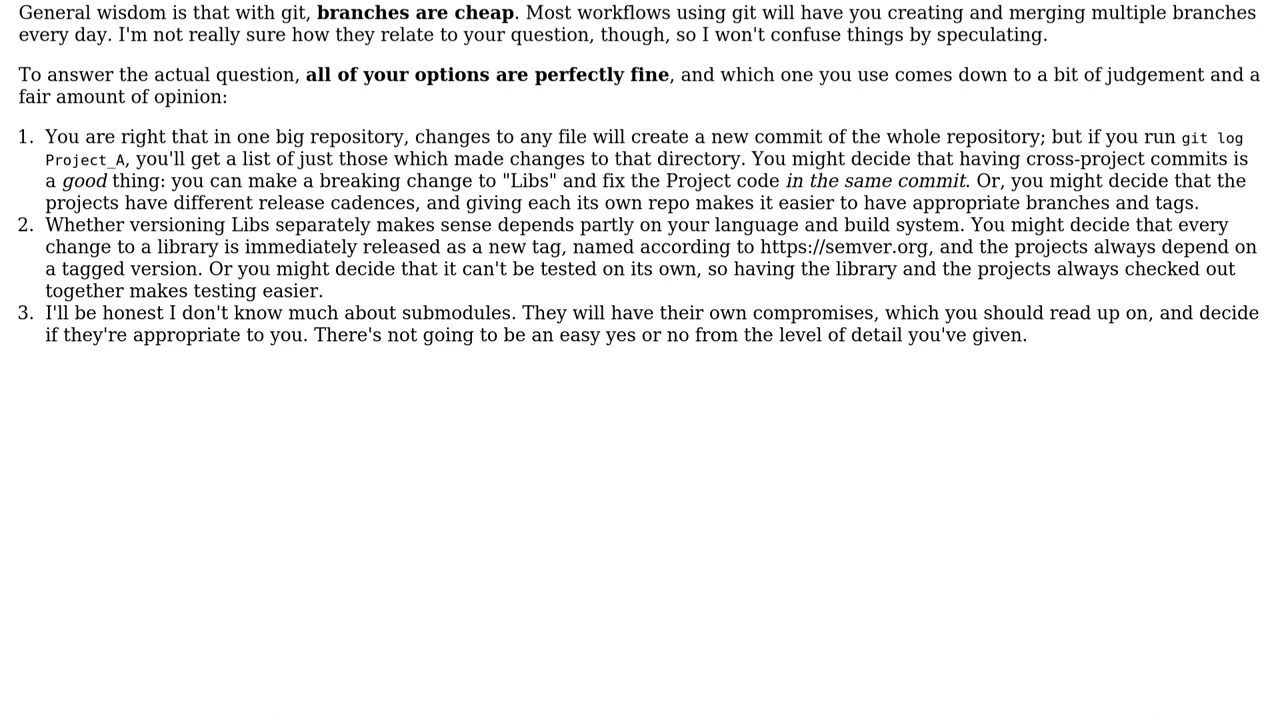 General wisdom is that with git, branches are cheap. Most workflows using git will have you creating and merging multiple branches
every day. I'm not really sure how they relate to your question, though, so I won't confuse things by speculating.
To answer the actual question, all of your options are perfectly fine, and which one you use comes down to a bit of judgement and a
fair amount of opinion:
1. You are right that in one big repository, changes to any file will create a new commit of the whole repository; but if you run git log
Project_A, you'll get a list of just those which made changes to that directory. You might decide that having cross-project commits is
a good thing: you can make a breaking change to "Libs" and fix the Project code in the same commit. Or, you might decide that the
projects have different release cadences, and giving each its own repo makes it easier to have appropriate branches and tags.
2. Whether versioning Libs separately makes sense depends partly on your language and build system. You might decide that every
change to a library is immediately released as a new tag, named according to https://semver.org, and the projects always depend on
a tagged version. Or you might decide that it can't be tested on its own, so having the library and the projects always checked out
together makes testing easier.
3. I'll be honest I don't know much about submodules. They will have their own compromises, which you should read up on, and decide
if they're appropriate to you. There's not going to be an easy yes or no from the level of detail you've given.